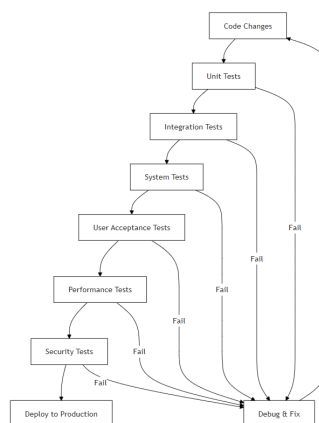 Code Changes
Unit Tests
Integration Tests
System Tests
Fail
User Acceptance Tests
Fail
Performance Tests
Fail
Fail
Security Tests
Fail
Fail
Deploy to Production
Debug & Fix